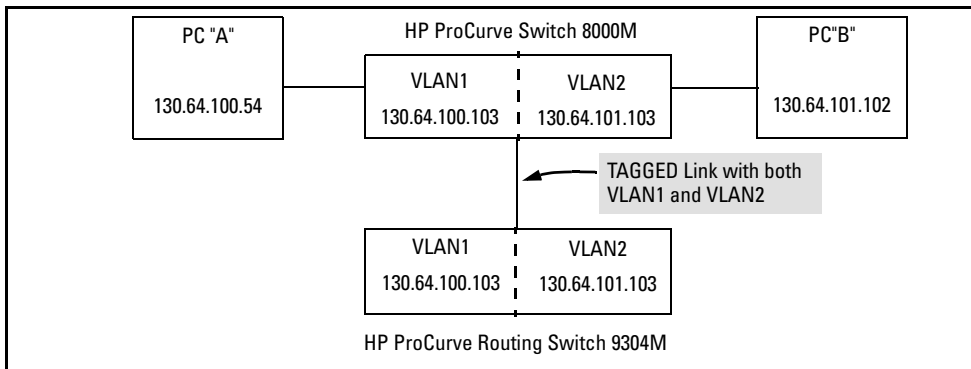 PC "A"
130.64.100.54
HP ProCurve Switch 8000M
VLAN1
130.64.100.103
VLAN2
130.64.101.103
PC"B"
130.64.101.102
TAGGED Link with both
VLAN1 and VLAN2
VLAN1
130.64.100.103
VLAN2
130.64.101.103
HP ProCurve Routing Switch 9304M